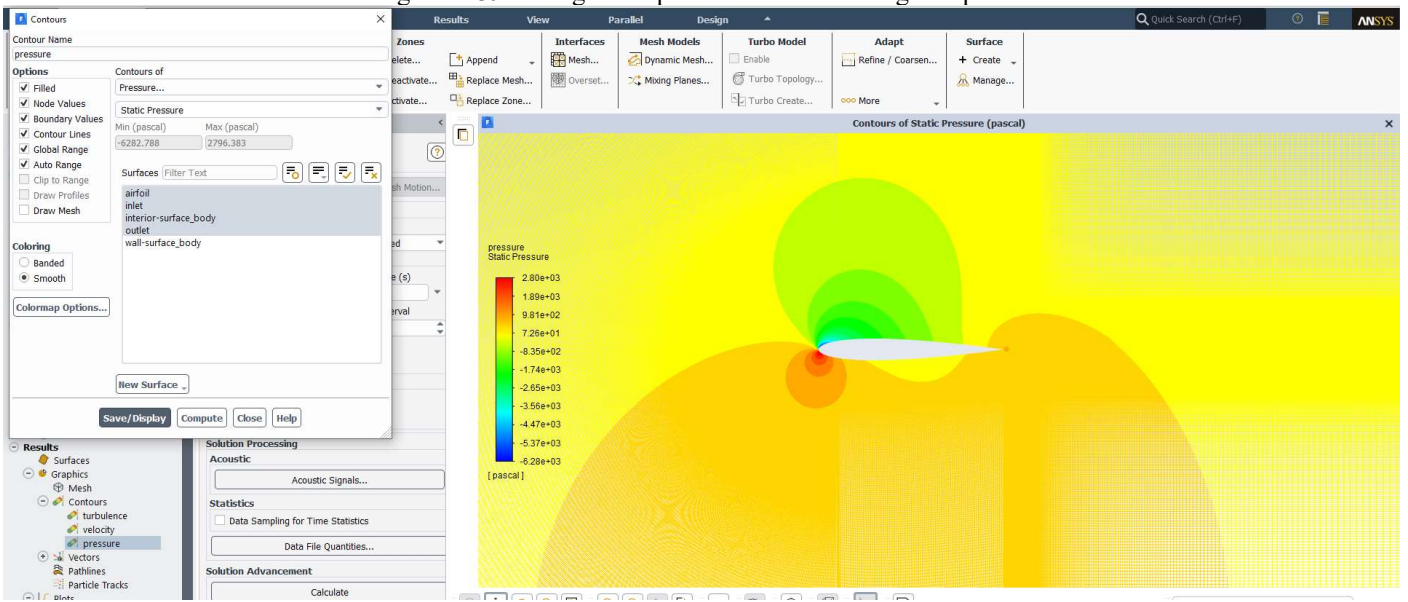 Contours
Contour Name
pressure
Options
Filled
Node Values
Boundary Values
Contour Lines
Global Range
Auto Range
Clip to Range
Draw Profiles
Draw Mesh
Coloring
Banded
Smooth
Colormap Options...
Contours of
Pressure...
Static Pressure
Min (pascal) Max (pascal)
-6282.788 2796.383
Surfaces Filter Text
airfoil
inlet
interior-surface_body
outlet
wall-surface_body
New Surface
Save/Display Compute Close Help
Results View Parallel Design
Quick Search (Ctrl+F)
ANSYS
Zones Interfaces Mesh Models Turbo Model Adapt Surface
elete... Append Mesh... Dynamic Mesh... Enable Refine / Coarsen... Create
eactivate... Replace Mesh... Overset... Mixing Planes... Turbo Topology... Manage...
ctivate... Replace Zone... Turbo Create... More
sh Motion...
ed
e (s)
erval
Results
Surfaces
Graphics
Mesh
Contours
turbulence
velocity
pressure
Vectors
Pathlines
Particle Tracks
Plots
Solution Processing
Acoustic
Acoustic Signals...
Statistics
Data Sampling for Time Statistics
Data File Quantities...
Solution Advancement
Calculate
Contours of Static Pressure (pascal)
pressure
Static Pressure
2.80e+03
1.89e+03
9.81e+02
7.26e+01
-8.35e+02
-1.74e+03
-2.65e+03
-3.56e+03
-4.47e+03
-5.37e+03
-6.28e+03
[ pascal ]